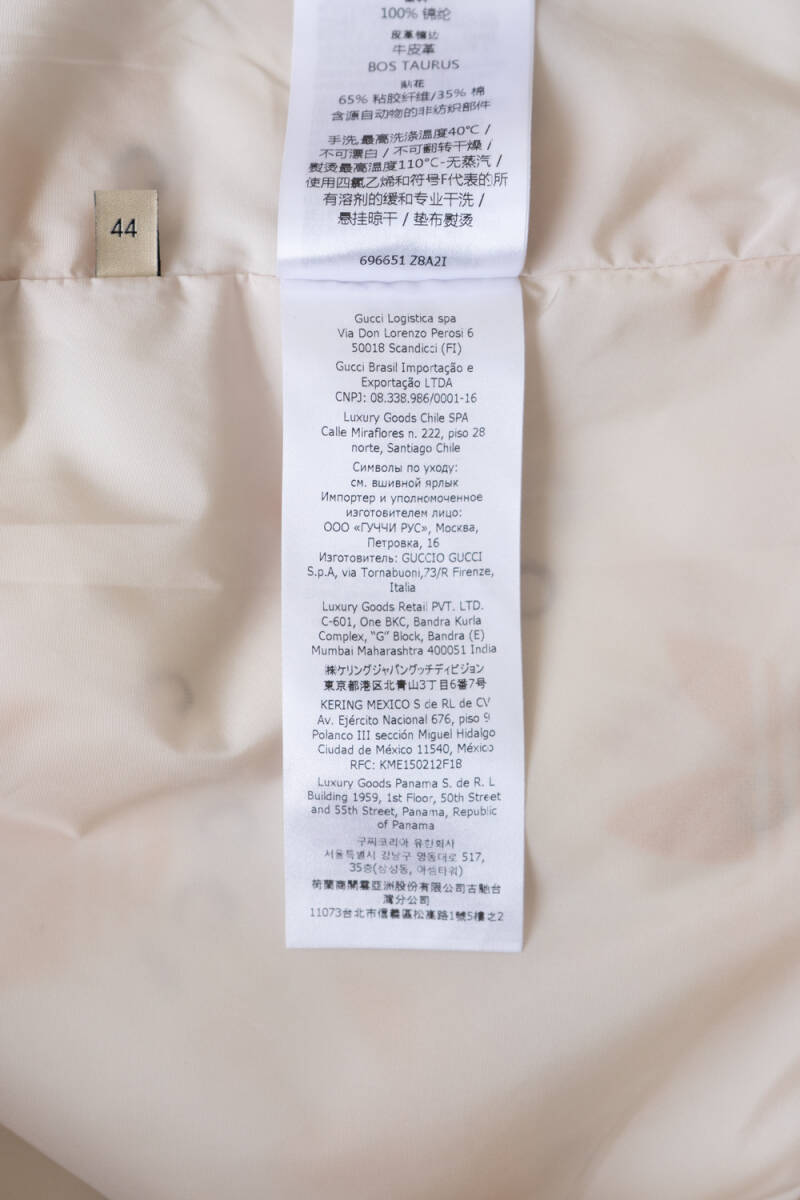 100% 锦纶
皮革镶边
牛皮革
BOS TAURUS
贴花
65% 粘胶纤维/35% 棉
含源自动物的非纺织部件
手洗,最高洗涤温度40°C /
不可漂白 / 不可翻转干燥 /
熨烫最高温度110°C-无蒸汽 /
使用四氯乙烯和符号F代表的所
有溶剂的缓和专业干洗 /
悬挂晾干 / 垫布熨烫
44
696651 Z8A2I
Gucci Logistica spa
Via Don Lorenzo Perosi 6
50018 Scandicci (FI)
Gucci Brasil Importação e
Exportação LTDA
CNPJ: 08.338.986/0001-16
Luxury Goods Chile SPA
Calle Miraflores n. 222, piso 28
norte, Santiago Chile
Символы по уходу:
см. вшивной ярлык
Импортер и уполномоченное
изготовителем лицо:
ООО «ГУЧЧИ РУС», Москва,
Петровка, 16
Изготовитель: GUCCIO GUCCI
S.p.A, via Tornabuoni,73/R Firenze,
Italia
Luxury Goods Retail PVT. LTD.
C-601, One BKC, Bandra Kurla
Complex, "G" Block, Bandra (E)
Mumbai Maharashtra 400051 India
㈱ケリングジャパングッチディビジョン
東京都港区北青山3丁目6番7号
KERING MEXICO S de RL de CV
Av. Ejército Nacional 676, piso 9
Polanco III sección Miguel Hidalgo
Ciudad de México 11540, México
RFC: KME150212F18
Luxury Goods Panama S. de R. L
Building 1959, 1st Floor, 50th Street
and 55th Street, Panama, Republic
of Panama
구찌코리아 유한회사
서울특별시 강남구 영동대로 517,
35층(삼성동, 아셈타워)
荷蘭商開雲亞洲股份有限公司古馳台
灣分公司
11073台北市信義區松高路1號5樓之2